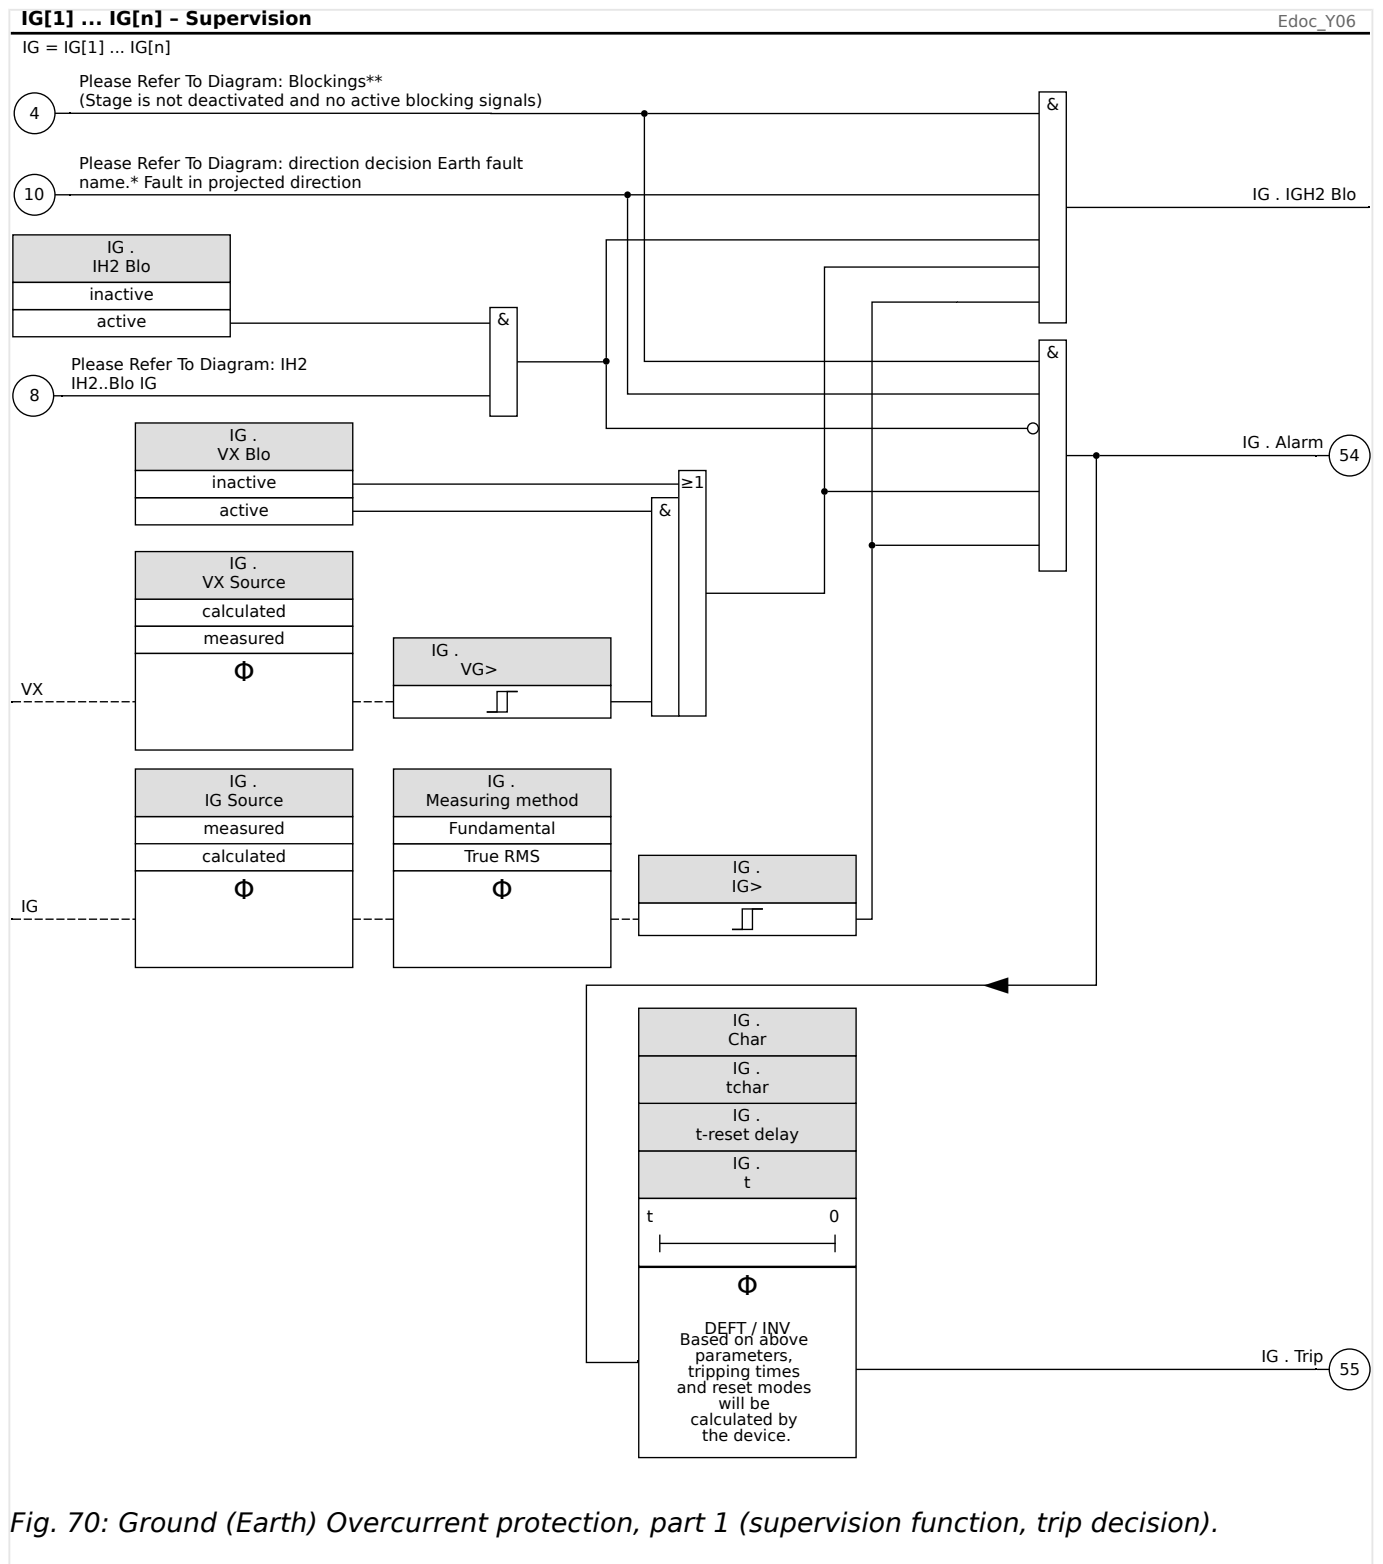 IG[1] ... IG[n] – Supervision
Edoc_Y06
IG = IG[1] ... IG[n]
Please Refer To Diagram: Blockings**
(Stage is not deactivated and no active blocking signals)
4
&
Please Refer To Diagram: direction decision Earth fault
name.* Fault in projected direction
10
IG . IGH2 Blo
IG .
IH2 Blo
inactive
active
&
&
Please Refer To Diagram: IH2
IH2..Blo IG
8
IG .
VX Blo
inactive
active
≥1
&
IG . Alarm
54
IG .
VX Source
calculated
measured
Φ
VX
IG .
VG>
IG .
IG Source
measured
calculated
Φ
IG
IG .
Measuring method
Fundamental
True RMS
Φ
IG .
IG>
IG .
Char
IG .
tchar
IG .
t-reset delay
IG .
t
t 0
Φ
DEFT / INV
Based on above
parameters,
tripping times
and reset modes
will be
calculated by
the device.
IG . Trip
55
Fig. 70: Ground (Earth) Overcurrent protection, part 1 (supervision function, trip decision).